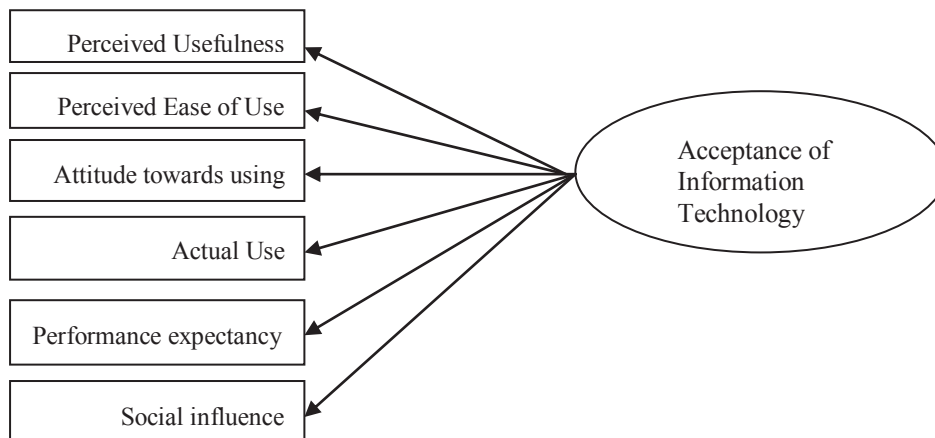 Perceived Usefulness
Perceived Ease of Use
Attitude towards using
Actual Use
Performance expectancy
Social influence
Acceptance of
Information
Technology